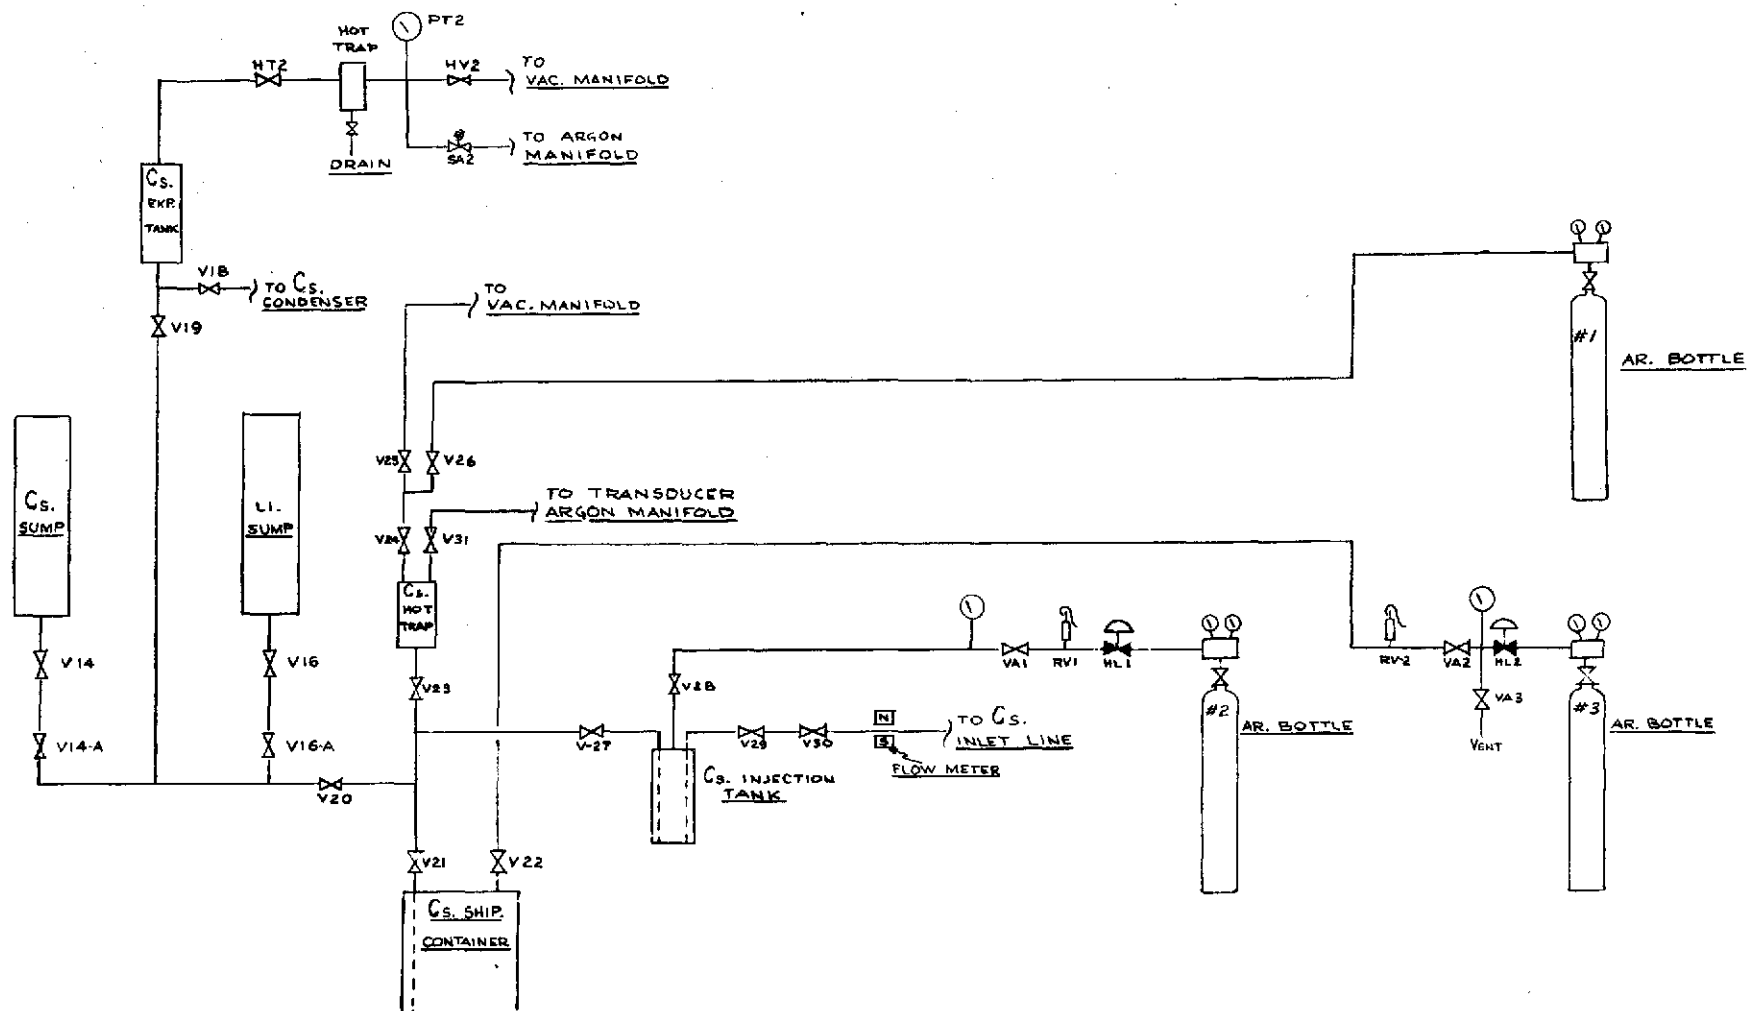 PT2
HOT
TRAP
HT2
HV2
TO
VAC. MANIFOLD
SA2
TO ARGON
MANIFOLD
DRAIN
Cs.
EXP.
TANK
V18
TO Cs.
CONDENSER
V19
TO
VAC. MANIFOLD
#1
AR. BOTTLE
V25
V26
Cs.
SUMP
LI.
SUMP
TO TRANSDUCER
ARGON MANIFOLD
V24
V31
Cs.
HOT
TRAP
V14
V16
V23
V28
VA1
RV1
HL1
RV-2
VA2
HL2
VA3
#2
AR. BOTTLE
#3
AR. BOTTLE
VENT
V14-A
V16-A
V-27
V29
V30
N
S
TO Cs.
INLET LINE
FLOW METER
V20
Cs. INJECTION
TANK
V21
V22
Cs. SHIP.
CONTAINER